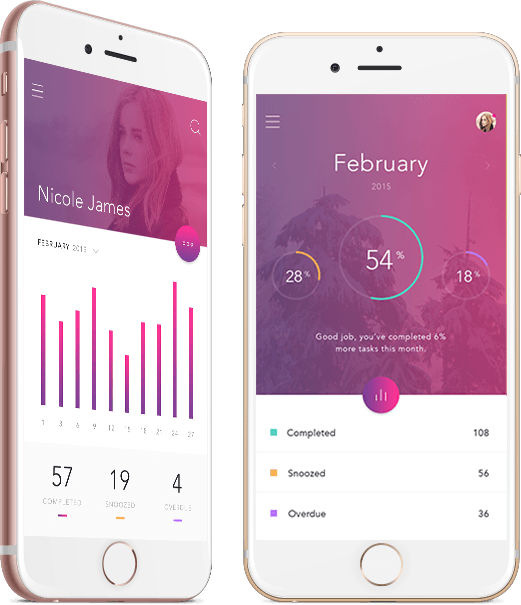 Nicole James
FEBRUARY 2015
1 3 6 9 12 15 18 21 24 27
57 19 4
COMPLETED SNOOZED OVERDUE
February
2015
28%
54%
18%
Good job, you've completed 6%
more tasks this month.
Completed 108
Snoozed 56
Overdue 36